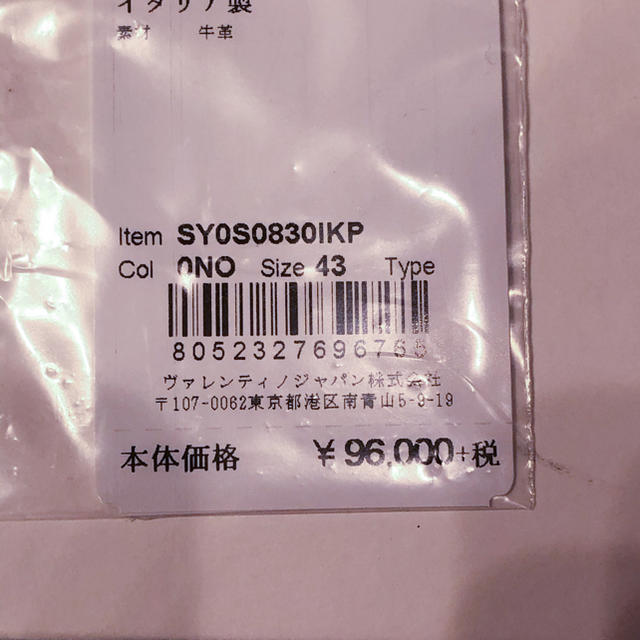 イタリア製
素材 牛革
Item SY0S0830IKP
Col 0NO Size 43 Type
ヴァレンティノジャパン株式会社
〒107-0062東京都港区南青山5-9-19
本体価格 ¥96,000+税